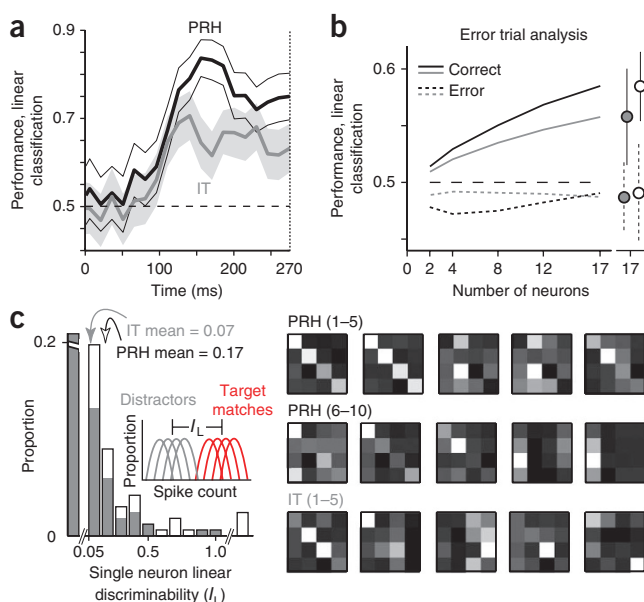 a
0.9
0.7
0.5
Performance, linear
classification
PRH
IT
0
100
200
270
Time (ms)
b
Error trial analysis
0.6
0.5
Performance, linear
classification
Correct
Error
0 2 4 8 12 17
17
Number of neurons
c
IT mean = 0.07
PRH mean = 0.17
0.2
0
Proportion
Distractors
Target
matches
I_L
Proportion
Spike count
0 0.05 0.5 1.0
Single neuron linear
discriminability (I_L)
PRH (1–5)
PRH (6–10)
IT (1–5)